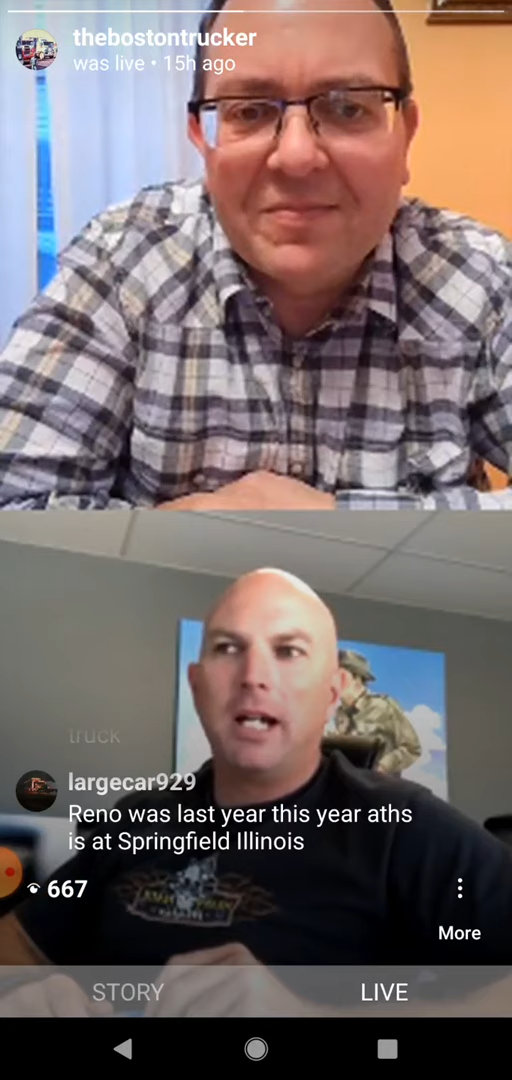 thebostontrucker
was live • 15h ago
truck
largecar929
Reno was last year this year aths
is at Springfield Illinois
667
More
STORY
LIVE